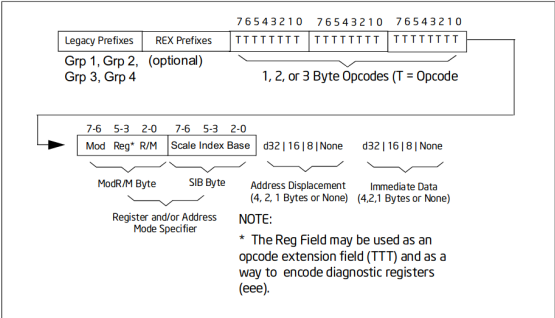 7 6 5 4 3 2 1 0 7 6 5 4 3 2 1 0 7 6 5 4 3 2 1 0
Legacy Prefixes REX Prefixes T T T T T T T T T T T T T T T T T T T T T T T T
Grp 1, Grp 2, (optional)
Grp 3, Grp 4
1, 2, or 3 Byte Opcodes (T = Opcode
7-6 5-3 2-0 7-6 5-3 2-0
Mod Reg* R/M Scale Index Base d32 | 16 | 8 | None d32 | 16 | 8 | None
ModR/M Byte SIB Byte Address Displacement Immediate Data
(4, 2, 1 Bytes or None) (4,2,1 Bytes or None)
Register and/or Address
Mode Specifier
NOTE:
* The Reg Field may be used as an
opcode extension field (TTT) and as a
way to encode diagnostic registers
(eee).